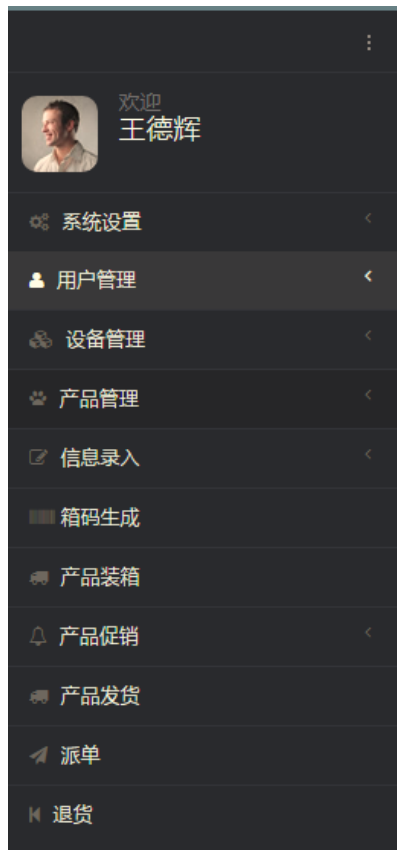 欢迎
王德辉
系统设置
用户管理
设备管理
产品管理
信息录入
箱码生成
产品装箱
产品促销
产品发货
派单
退货